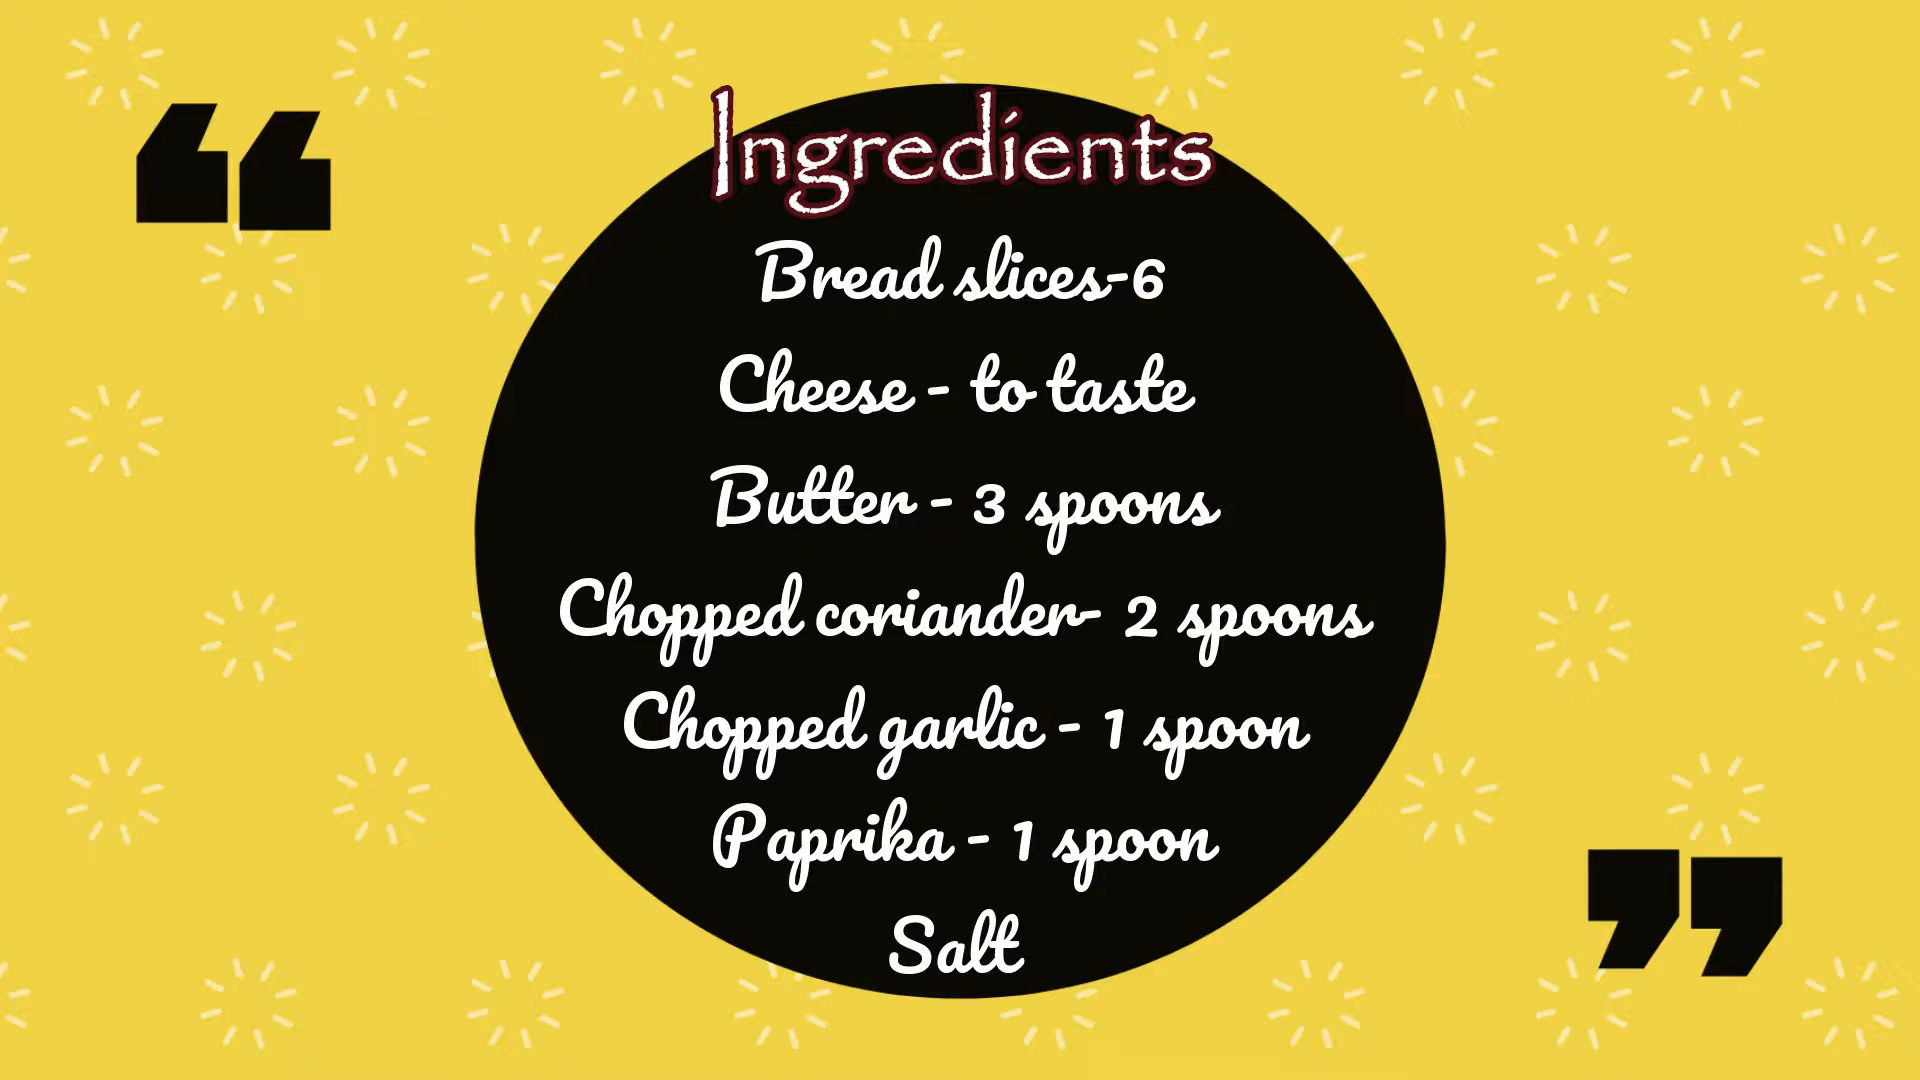 Ingredients
Bread slices-6
Cheese - to taste
Butter - 3 spoons
Chopped coriander- 2 spoons
Chopped garlic - 1 spoon
Paprika - 1 spoon
Salt